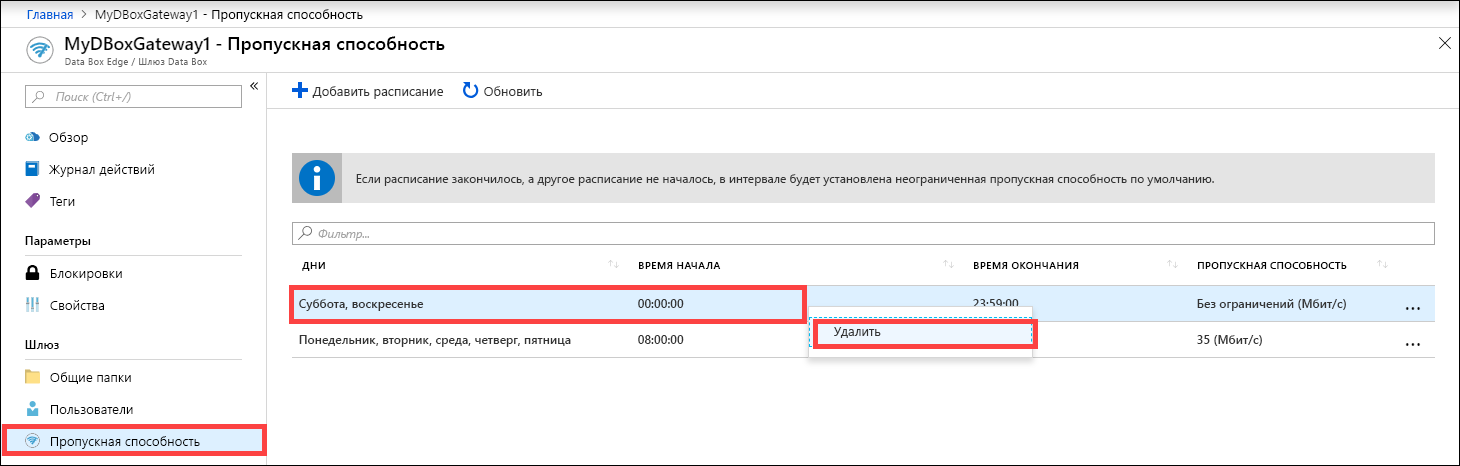 Главная > MyDBoxGateway1 - Пропускная способность
MyDBoxGateway1 - Пропускная способность
Data Box Edge / Шлюз Data Box
Поиск (Ctrl+/)
Обзор
Журнал действий
Теги
Параметры
Блокировки
Свойства
Шлюз
Общие папки
Пользователи
Пропускная способность
Добавить расписание Обновить
Если расписание закончилось, а другое расписание не началось, в интервале будет установлена неограниченная пропускная способность по умолчанию.
Фильтр...
ДНИ ВРЕМЯ НАЧАЛА ВРЕМЯ ОКОНЧАНИЯ ПРОПУСКНАЯ СПОСОБНОСТЬ
Суббота, воскресенье 00:00:00 23:59:00 Без ограничений (Мбит/с) ...
Удалить
Понедельник, вторник, среда, четверг, пятница 08:00:00 35 (Мбит/с) ...